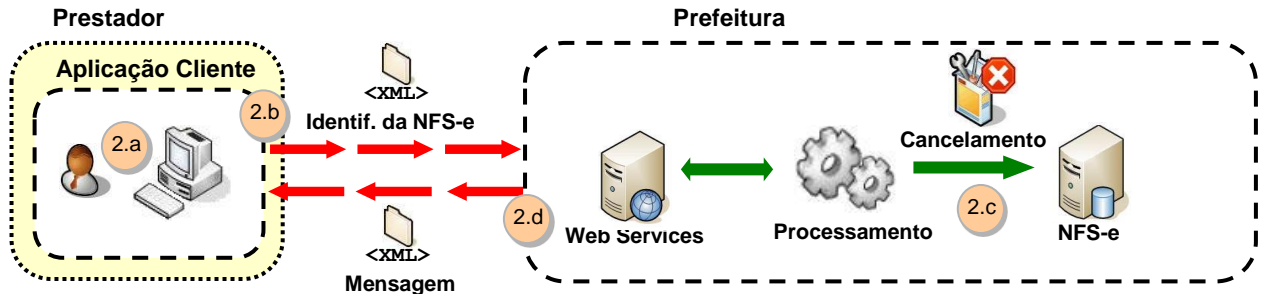 Prestador
Prefeitura
Aplicação Cliente
2.a
2.b
<XML>
Identif. da NFS-e
Cancelamento
2.c
2.d
Web Services
Processamento
NFS-e
<XML>
Mensagem